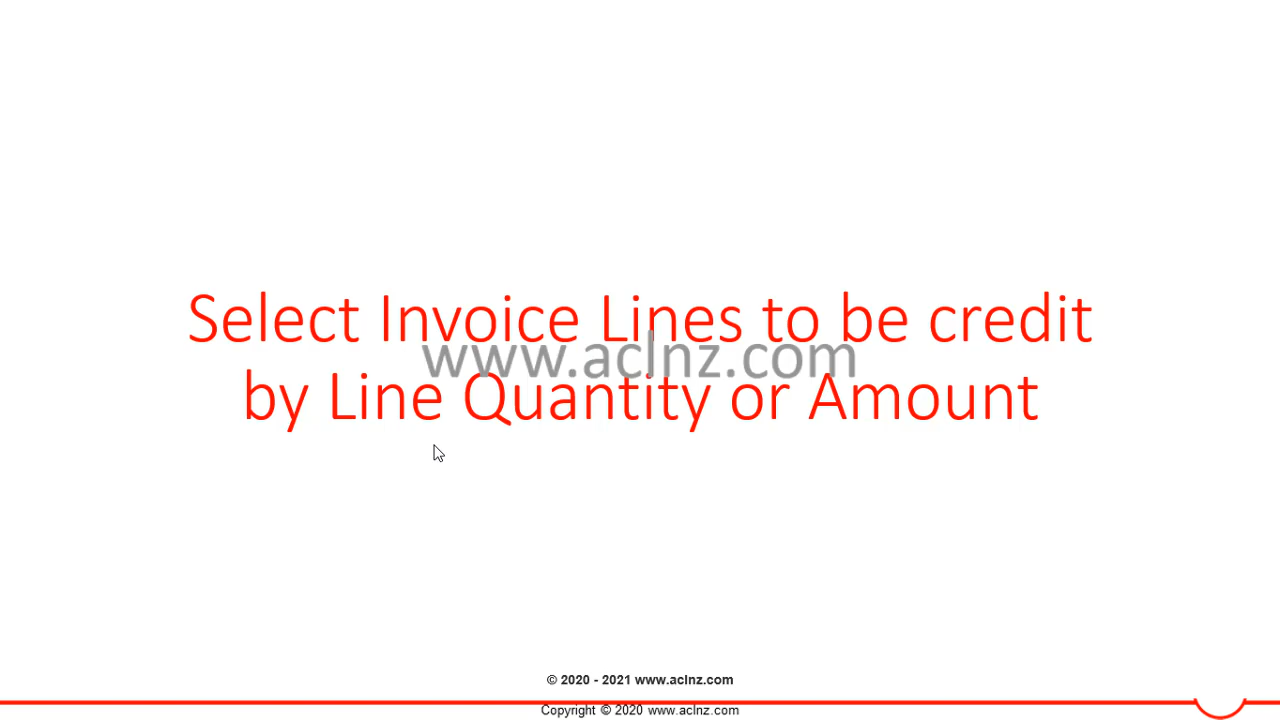 Select Invoice Lines to be credit
www.aclnz.com
by Line Quantity or Amount
© 2020 - 2021 www.aclnz.com
Copyright © 2020 www.aclnz.com